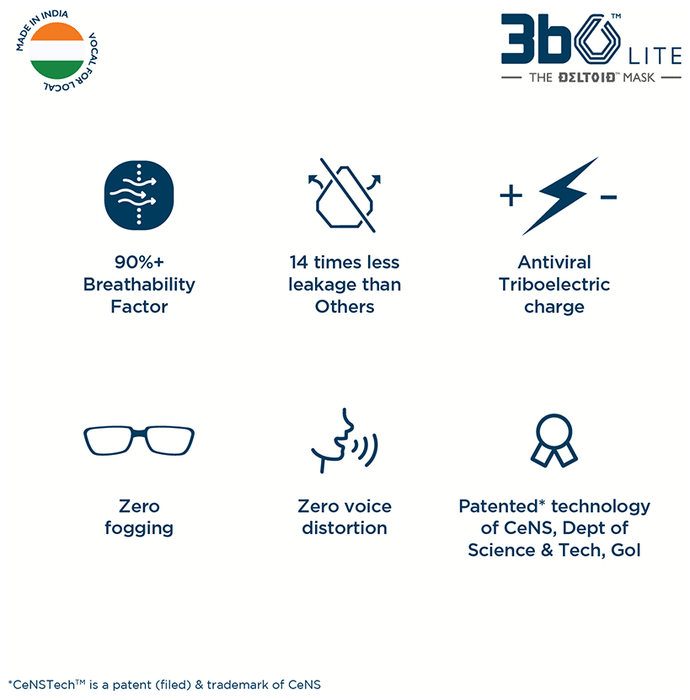 MADE IN INDIA
VOCAL FOR LOCAL
3bO™ LITE
THE DELTOID™ MASK
90%+
Breathability
Factor
14 times less
leakage than
Others
+ -
Antiviral
Triboelectric
charge
Zero
fogging
Zero voice
distortion
Patented* technology
of CeNS, Dept of
Science & Tech, GoI
*CeNSTech™ is a patent (filed) & trademark of CeNS